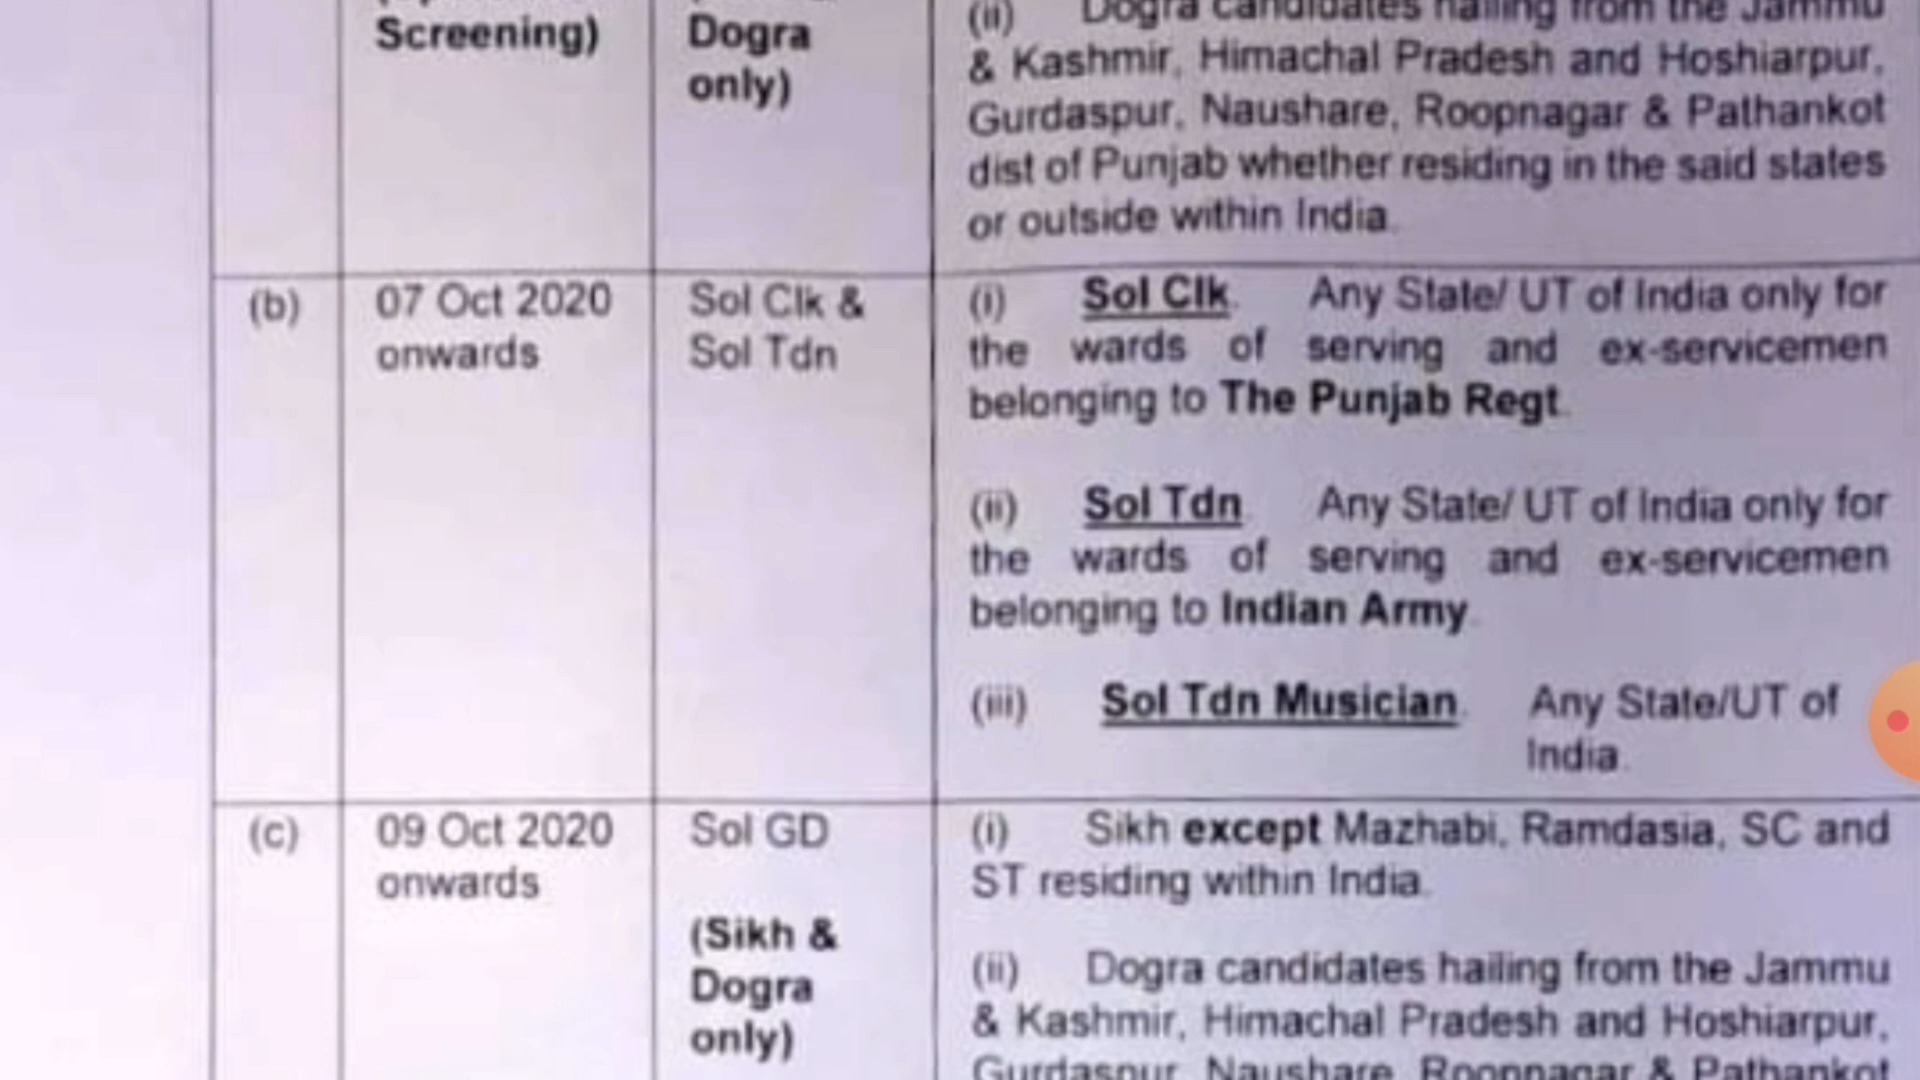 Screening)
Dogra
only)
(ii) Dogra candidates hailing from the Jammu
& Kashmir, Himachal Pradesh and Hoshiarpur,
Gurdaspur, Naushare, Roopnagar & Pathankot
dist of Punjab whether residing in the said states
or outside within India.
(b)
07 Oct 2020
onwards
Sol Clk &
Sol Tdn
(i) Sol Clk. Any State/ UT of India only for
the wards of serving and ex-servicemen
belonging to The Punjab Regt.
(ii) Sol Tdn. Any State/ UT of India only for
the wards of serving and ex-servicemen
belonging to Indian Army.
(iii) Sol Tdn Musician. Any State/UT of
India.
(c)
09 Oct 2020
onwards
Sol GD
(Sikh &
Dogra
only)
(i) Sikh except Mazhabi, Ramdasia, SC and
ST residing within India.
(ii) Dogra candidates hailing from the Jammu
& Kashmir, Himachal Pradesh and Hoshiarpur,
Gurdaspur, Naushare, Roopnagar & Pathankot